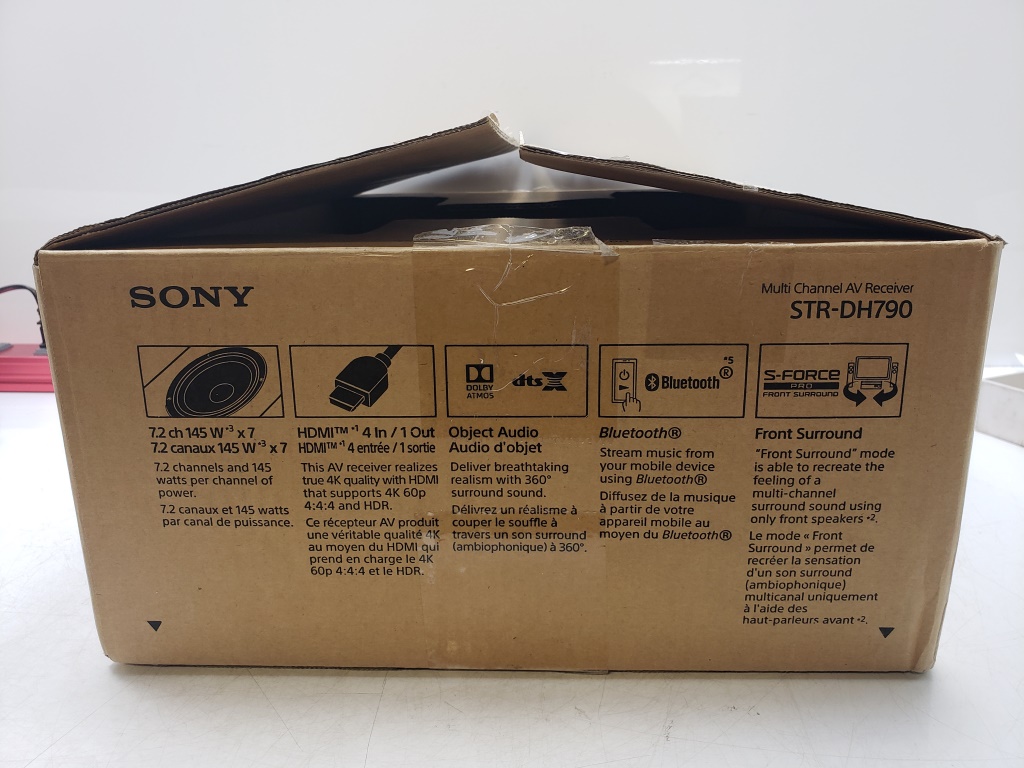 SONY
Multi Channel AV Receiver
STR-DH790
DOLBY
ATMOS
dts X
Bluetooth®
*5
S-FORCE
PRO
FRONT SURROUND
7.2 ch 145 W*3 x 7
7.2 canaux 145 W*3 x 7
7.2 channels and 145
watts per channel of
power.
7.2 canaux et 145 watts
par canal de puissance.
HDMI™ *1 4 In / 1 Out
HDMI™ *1 4 entrée / 1 sortie
This AV receiver realizes
true 4K quality with HDMI
that supports 4K 60p
4:4:4 and HDR.
Ce récepteur AV produit
une véritable qualité 4K
au moyen du HDMI qui
prend en charge le 4K
60p 4:4:4 et le HDR.
Object Audio
Audio d'objet
Deliver breathtaking
realism with 360°
surround sound.
Délivrez un réalisme à
couper le souffle à
travers un son surround
(ambiophonique) à 360°.
Bluetooth®
Stream music from
your mobile device
using Bluetooth®
Diffusez de la musique
à partir de votre
appareil mobile au
moyen du Bluetooth®
Front Surround
"Front Surround" mode
is able to recreate the
feeling of a
multi-channel
surround sound using
only front speakers *2.
Le mode « Front
Surround » permet de
recréer la sensation
d'un son surround
(ambiophonique)
multicanal uniquement
à l'aide des
haut-parleurs avant *2.